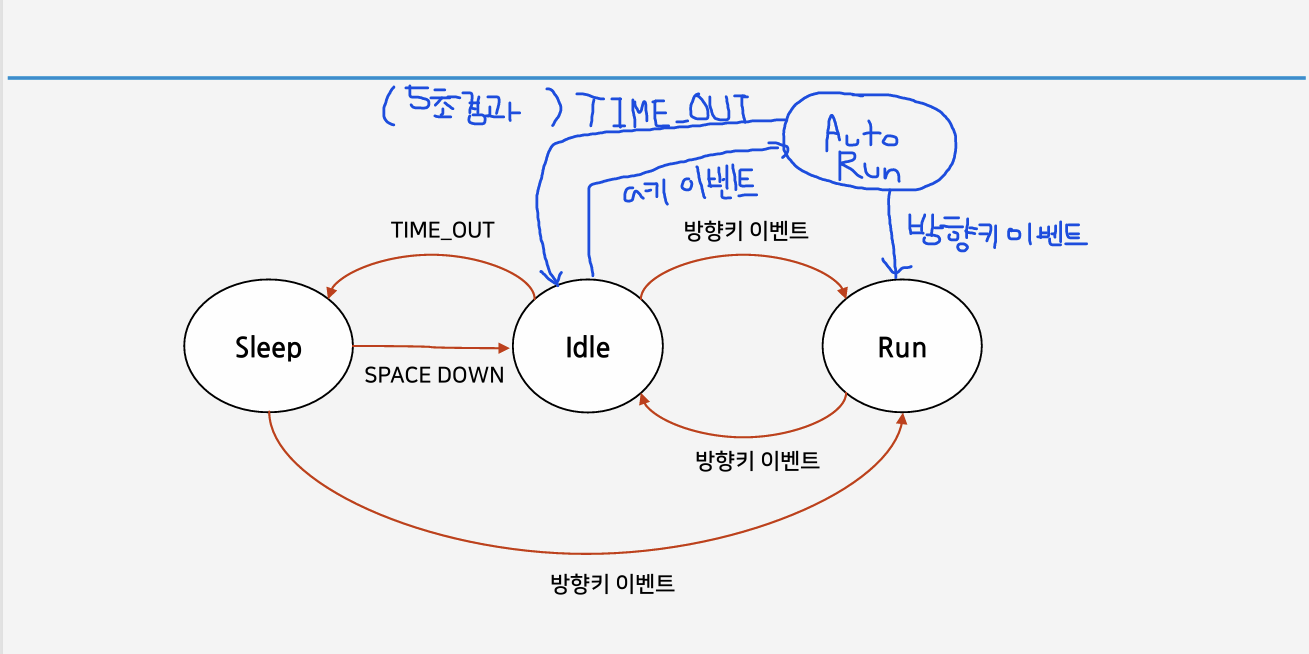 (5초경과) TIME_OUT
Auto
Run
a키 이벤트
방향키 이벤트
TIME_OUT
방향키 이벤트
Sleep
Idle
Run
SPACE DOWN
방향키 이벤트
방향키 이벤트